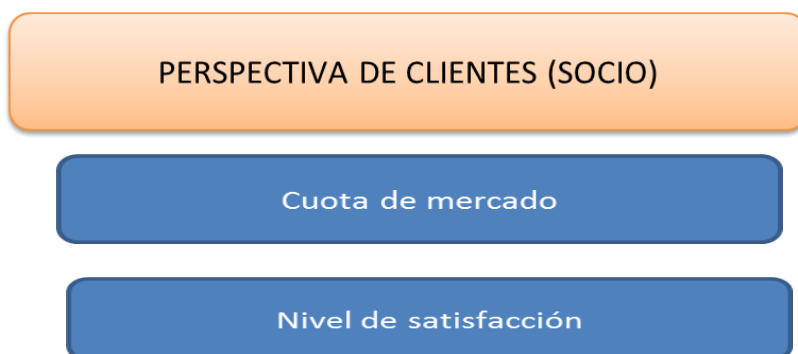 PERSPECTIVA DE CLIENTES (SOCIO)
Cuota de mercado
Nivel de satisfacción